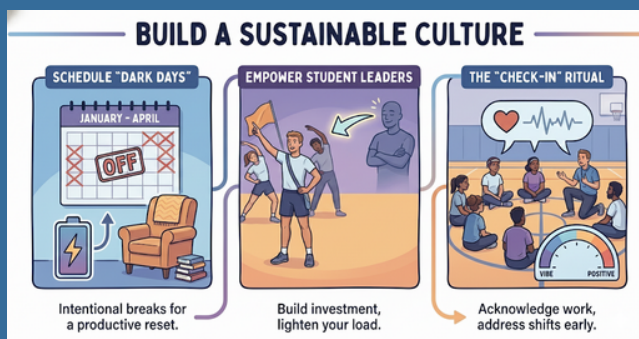 BUILD A SUSTAINABLE CULTURE
SCHEDULE "DARK DAYS"
JANUARY - APRIL
OFF
Intentional breaks for
a productive reset.
EMPOWER STUDENT LEADERS
Build investment,
lighten your load.
THE "CHECK-IN" RITUAL
VIBE
POSITIVE
Acknowledge work,
address shifts early.